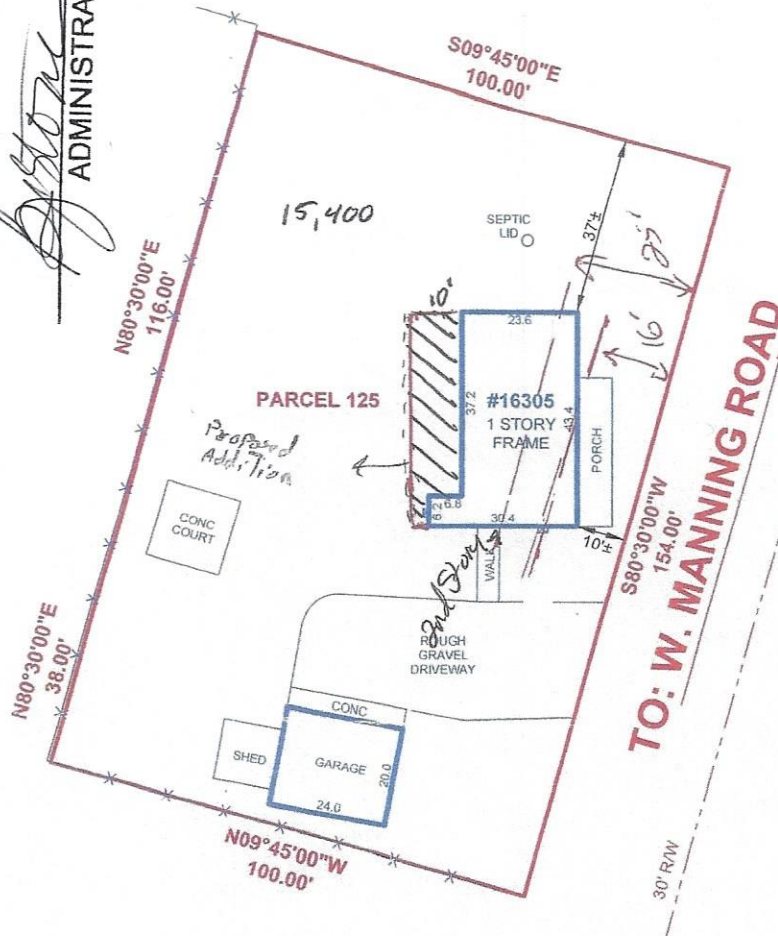 ADMINISTRA
S09°45'00"E
100.00'
15,400
SEPTIC
LID
37'±
25'
16'
N80°30'00"E
116.00'
10'
23.6
PARCEL 125
37.2
#16305
1 STORY
FRAME
43.4
PORCH
Proposed
Addition
6.2
6.8
30.4
10'±
CONC
COURT
WALK
2nd Story
S80°30'00"W
154.00'
TO: W. MANNING ROAD
ROUGH
GRAVEL
DRIVEWAY
N80°30'00"E
38.00'
CONC
SHED
GARAGE
20.0
24.0
N09°45'00"W
100.00'
30' R/W